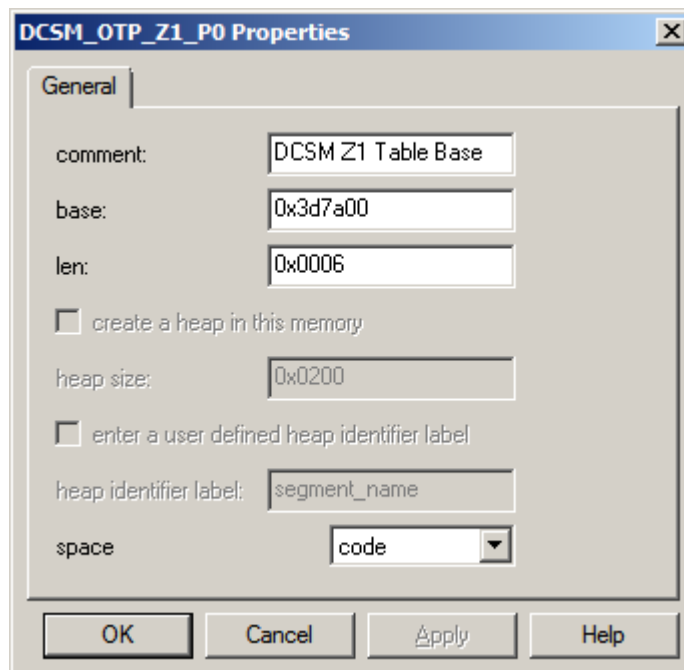 DCSM_OTP_Z1_P0 Properties
General
comment: DCSM Z1 Table Base
base: 0x3d7a00
len: 0x0006
create a heap in this memory
heap size: 0x0200
enter a user defined heap identifier label
heap identifier label: segment_name
space code
OK Cancel Apply Help